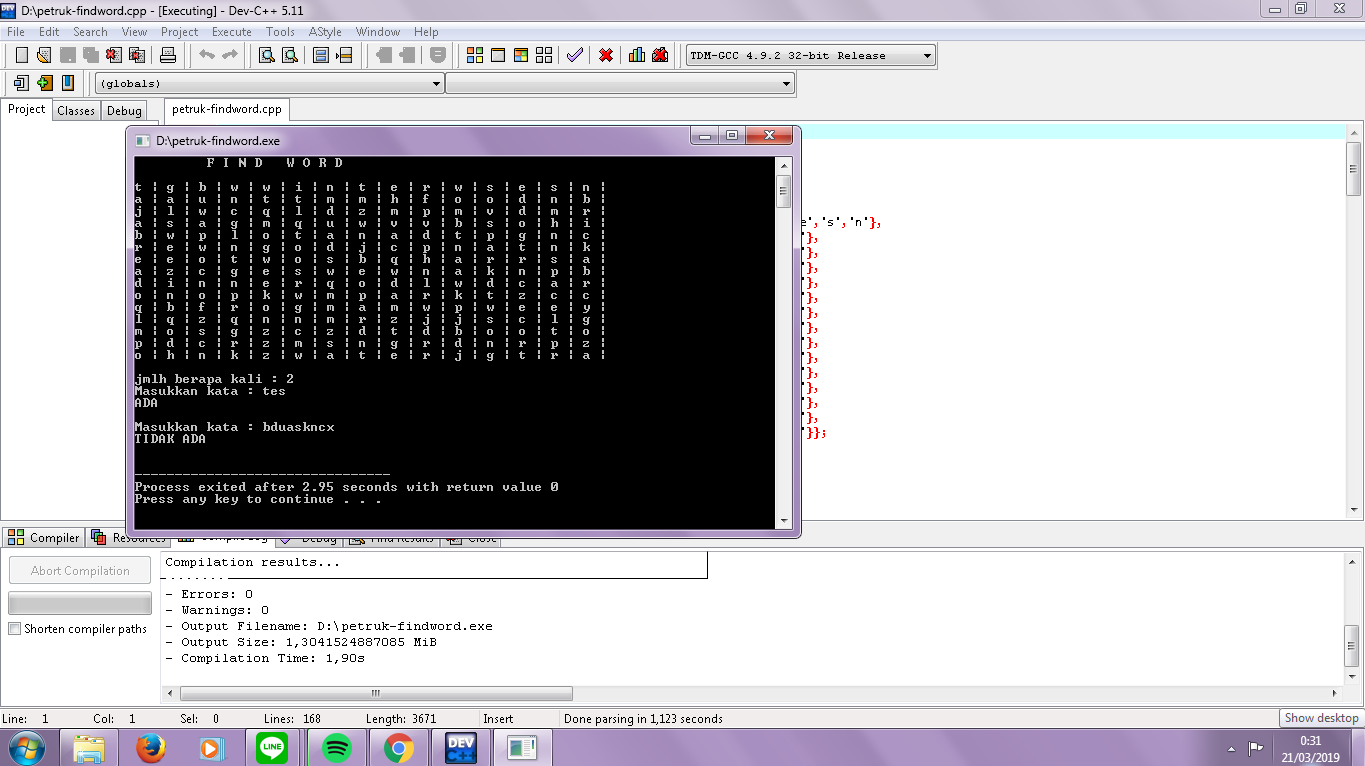 D:\petruk-findword.cpp - [Executing] - Dev-C++ 5.11
File Edit Search View Project Execute Tools AStyle Window Help
TDM-GCC 4.9.2 32-bit Release
(globals)
Project Classes Debug petruk-findword.cpp
D:\petruk-findword.exe
F I N D   W O R D
t | g | b | w | w | i | n | t | e | r | w | s | e | s | n |
a | a | u | n | t | t | m | m | h | f | o | o | d | n | b |
j | l | w | c | q | l | d | z | m | p | m | v | d | m | r |
a | s | a | g | m | q | u | w | v | v | b | s | o | h | i |
b | w | p | l | o | t | a | n | a | d | t | p | g | n | c |
r | e | w | n | g | o | d | j | c | p | n | a | t | n | k |
e | e | o | t | w | o | s | b | e | h | a | r | r | s | a |
a | z | c | g | e | s | w | e | q | n | a | k | n | p | b |
d | i | n | n | e | r | q | o | d | l | w | d | c | a | r |
o | n | o | p | k | w | o | p | a | r | k | t | z | c | c |
q | b | f | r | o | g | m | a | m | w | p | w | e | e | y |
l | q | z | q | n | n | m | r | z | j | j | s | c | l | g |
m | o | s | g | z | c | z | d | t | d | b | o | o | t | o |
p | d | c | r | z | m | s | n | g | r | d | n | r | p | z |
o | h | n | k | z | w | a | t | e | r | j | g | t | r | a |
jmlh berapa kali : 2
Masukkan kata : tes
ADA
Masukkan kata : bduaskncx
TIDAK ADA
--------------------------------
Process exited after 2.95 seconds with return value 0
Press any key to continue . . .
e','s','n'},
'},
'},
'},
'},
'},
'},
'},
'},
'},
'},
'},
'},
'},
'}};
Compiler Resources Debug Find Results Close
Abort Compilation
Shorten compiler paths
Compilation results...
--------
- Errors: 0
- Warnings: 0
- Output Filename: D:\petruk-findword.exe
- Output Size: 1,3041524887085 MiB
- Compilation Time: 1,90s
Line: 1 Col: 1 Sel: 0 Lines: 168 Length: 3671 Insert Done parsing in 1,123 seconds
Show desktop
LINE
DEV C++
0:31
21/03/2019